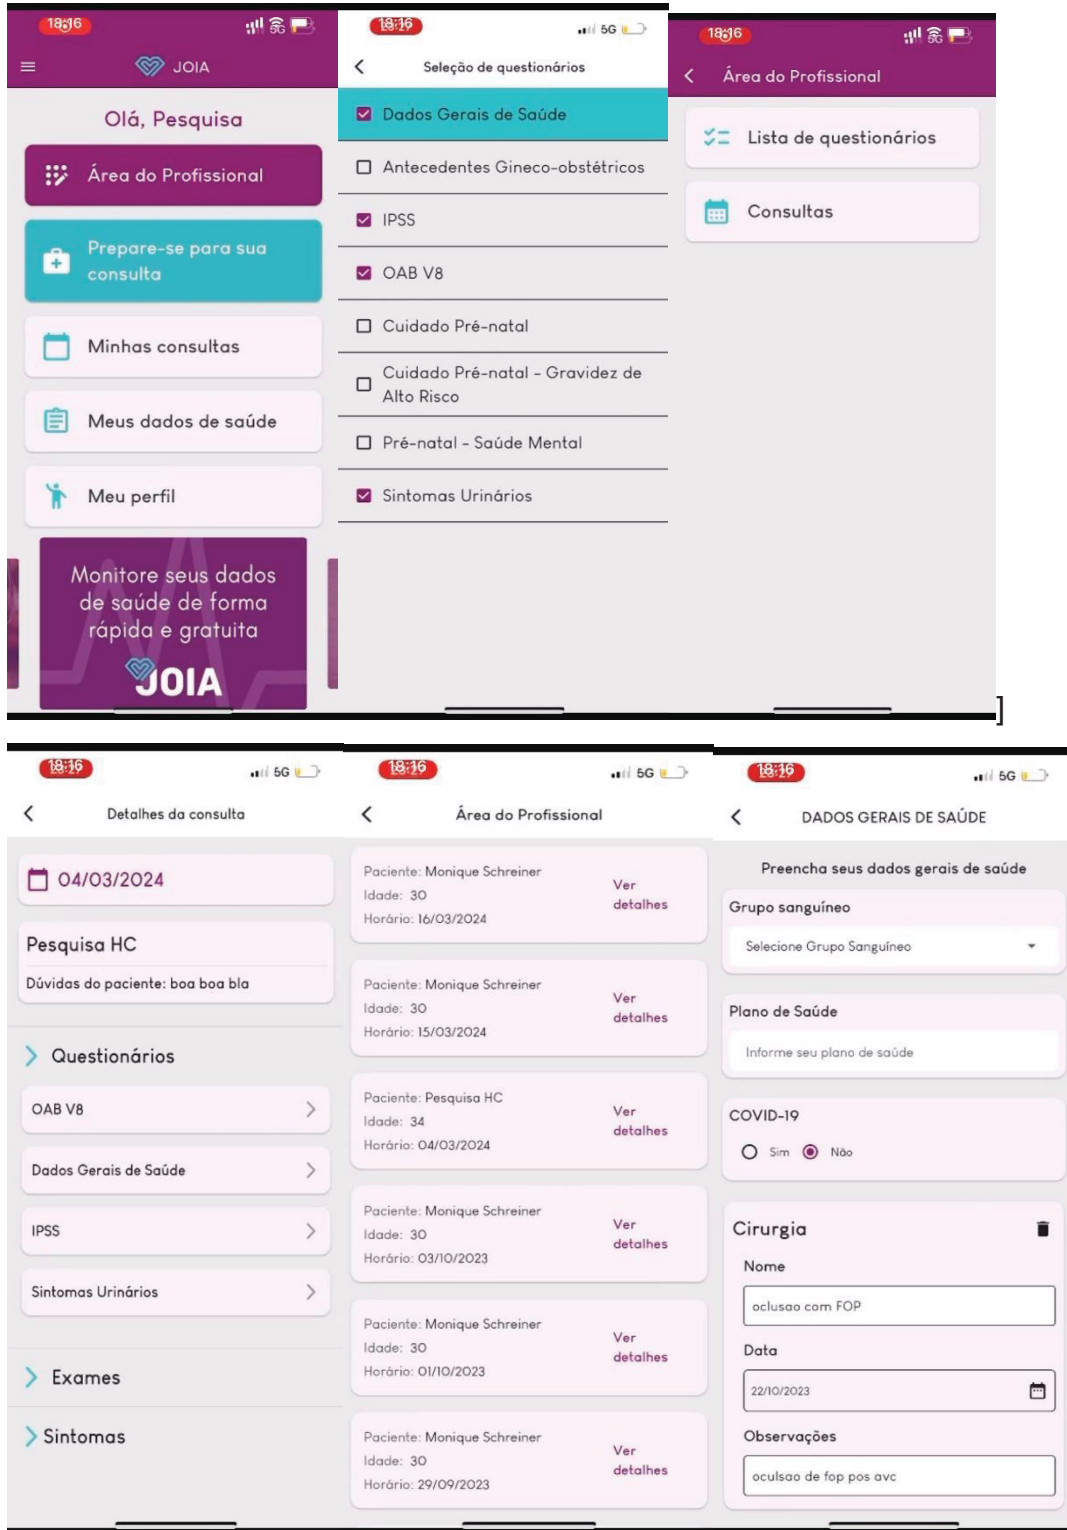 18:16
JOIA
Olá, Pesquisa
Área do Profissional
Prepare-se para sua
consulta
Minhas consultas
Meus dados de saúde
Meu perfil
Monitore seus dados
de saúde de forma
rápida e gratuita
JOIA
5G
Seleção de questionários
Dados Gerais de Saúde
Antecedentes Gineco-obstétricos
IPSS
OAB V8
Cuidado Pré-natal
Cuidado Pré-natal - Gravidez de
Alto Risco
Pré-natal - Saúde Mental
Sintomas Urinários
18:16
Área do Profissional
Lista de questionários
Consultas
]
5G
Detalhes da consulta
04/03/2024
Pesquisa HC
Dúvidas do paciente: boa boa bla
Questionários
OAB V8
Dados Gerais de Saúde
IPSS
Sintomas Urinários
Exames
Sintomas
5G
Área do Profissional
Paciente: Monique Schreiner
Idade: 30
Horário: 16/03/2024
Ver
detalhes
Paciente: Monique Schreiner
Idade: 30
Horário: 15/03/2024
Ver
detalhes
Paciente: Pesquisa HC
Idade: 34
Horário: 04/03/2024
Ver
detalhes
Paciente: Monique Schreiner
Idade: 30
Horário: 03/10/2023
Ver
detalhes
Paciente: Monique Schreiner
Idade: 30
Horário: 01/10/2023
Ver
detalhes
Paciente: Monique Schreiner
Idade: 30
Horário: 29/09/2023
Ver
detalhes
5G
DADOS GERAIS DE SAÚDE
Preencha seus dados gerais de saúde
Grupo sanguíneo
Selecione Grupo Sanguíneo
Plano de Saúde
Informe seu plano de saúde
COVID-19
Sim Não
Cirurgia
Nome
oclusao com FOP
Data
22/10/2023
Observações
oculsao de fop pos avc